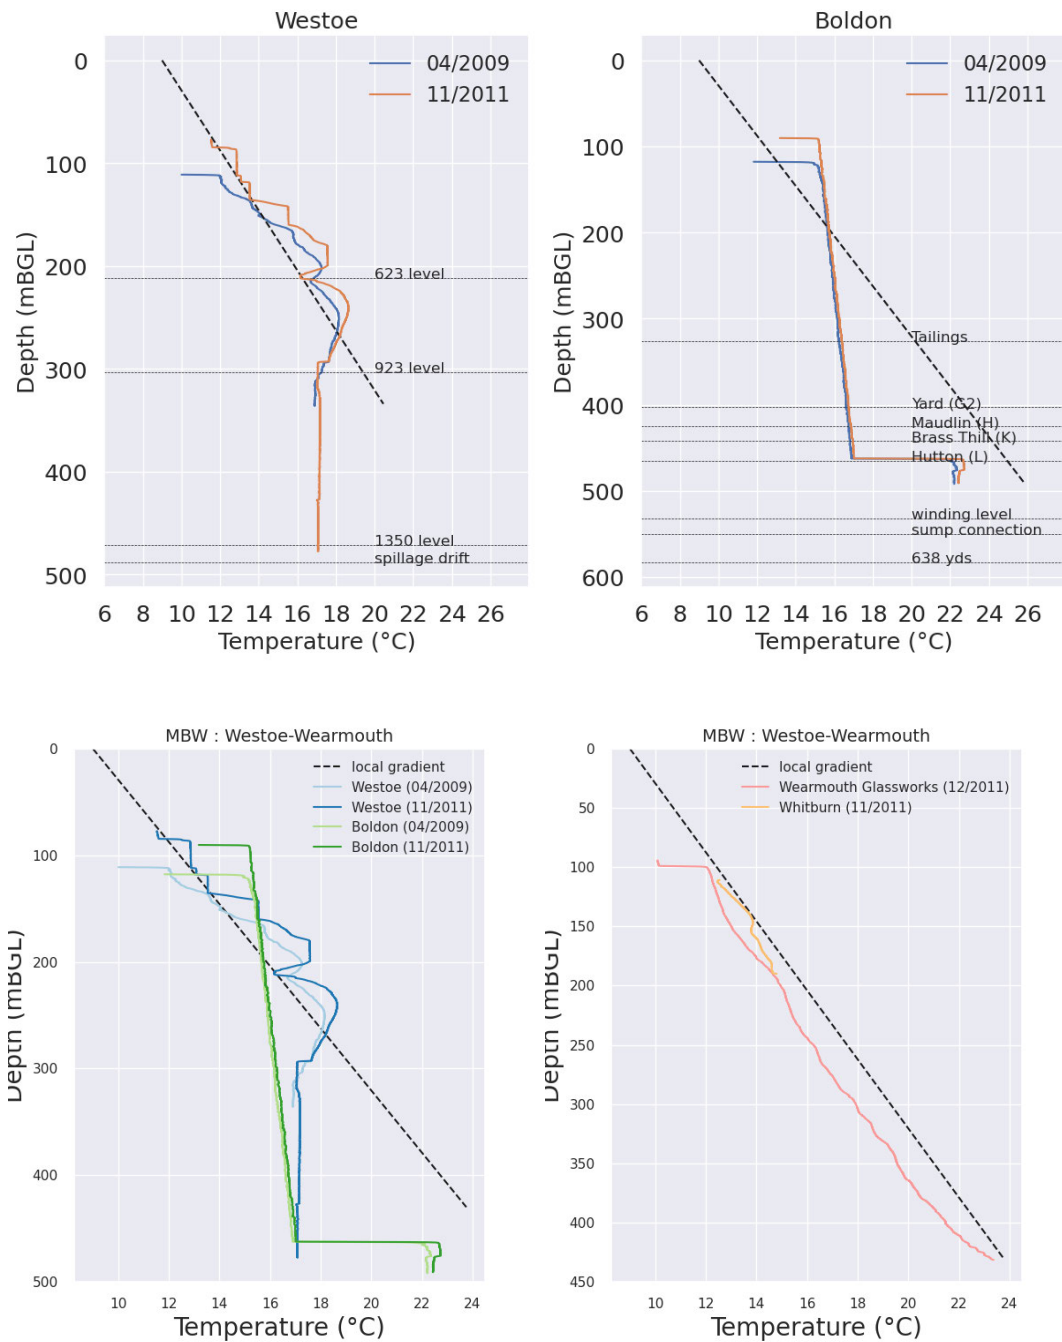 Westoe
04/2009
11/2011
0
100
200
300
400
500
Depth (mBGL)
623 level
923 level
1350 level
spillage drift
6 8 10 12 14 16 18 20 22 24 26
Temperature (°C)
Boldon
04/2009
11/2011
0
100
200
300
400
500
600
Depth (mBGL)
Tailings
Yard (G2)
Maudlin (H)
Brass Thill (K)
Hutton (L)
winding level
sump connection
638 yds
6 8 10 12 14 16 18 20 22 24 26
Temperature (°C)
MBW : Westoe-Wearmouth
local gradient
Westoe (04/2009)
Westoe (11/2011)
Boldon (04/2009)
Boldon (11/2011)
0
100
200
300
400
500
Depth (mBGL)
10 12 14 16 18 20 22 24
Temperature (°C)
MBW : Westoe-Wearmouth
local gradient
Wearmouth Glassworks (12/2011)
Whitburn (11/2011)
0
50
100
150
200
250
300
350
400
450
Depth (mBGL)
10 12 14 16 18 20 22 24
Temperature (°C)